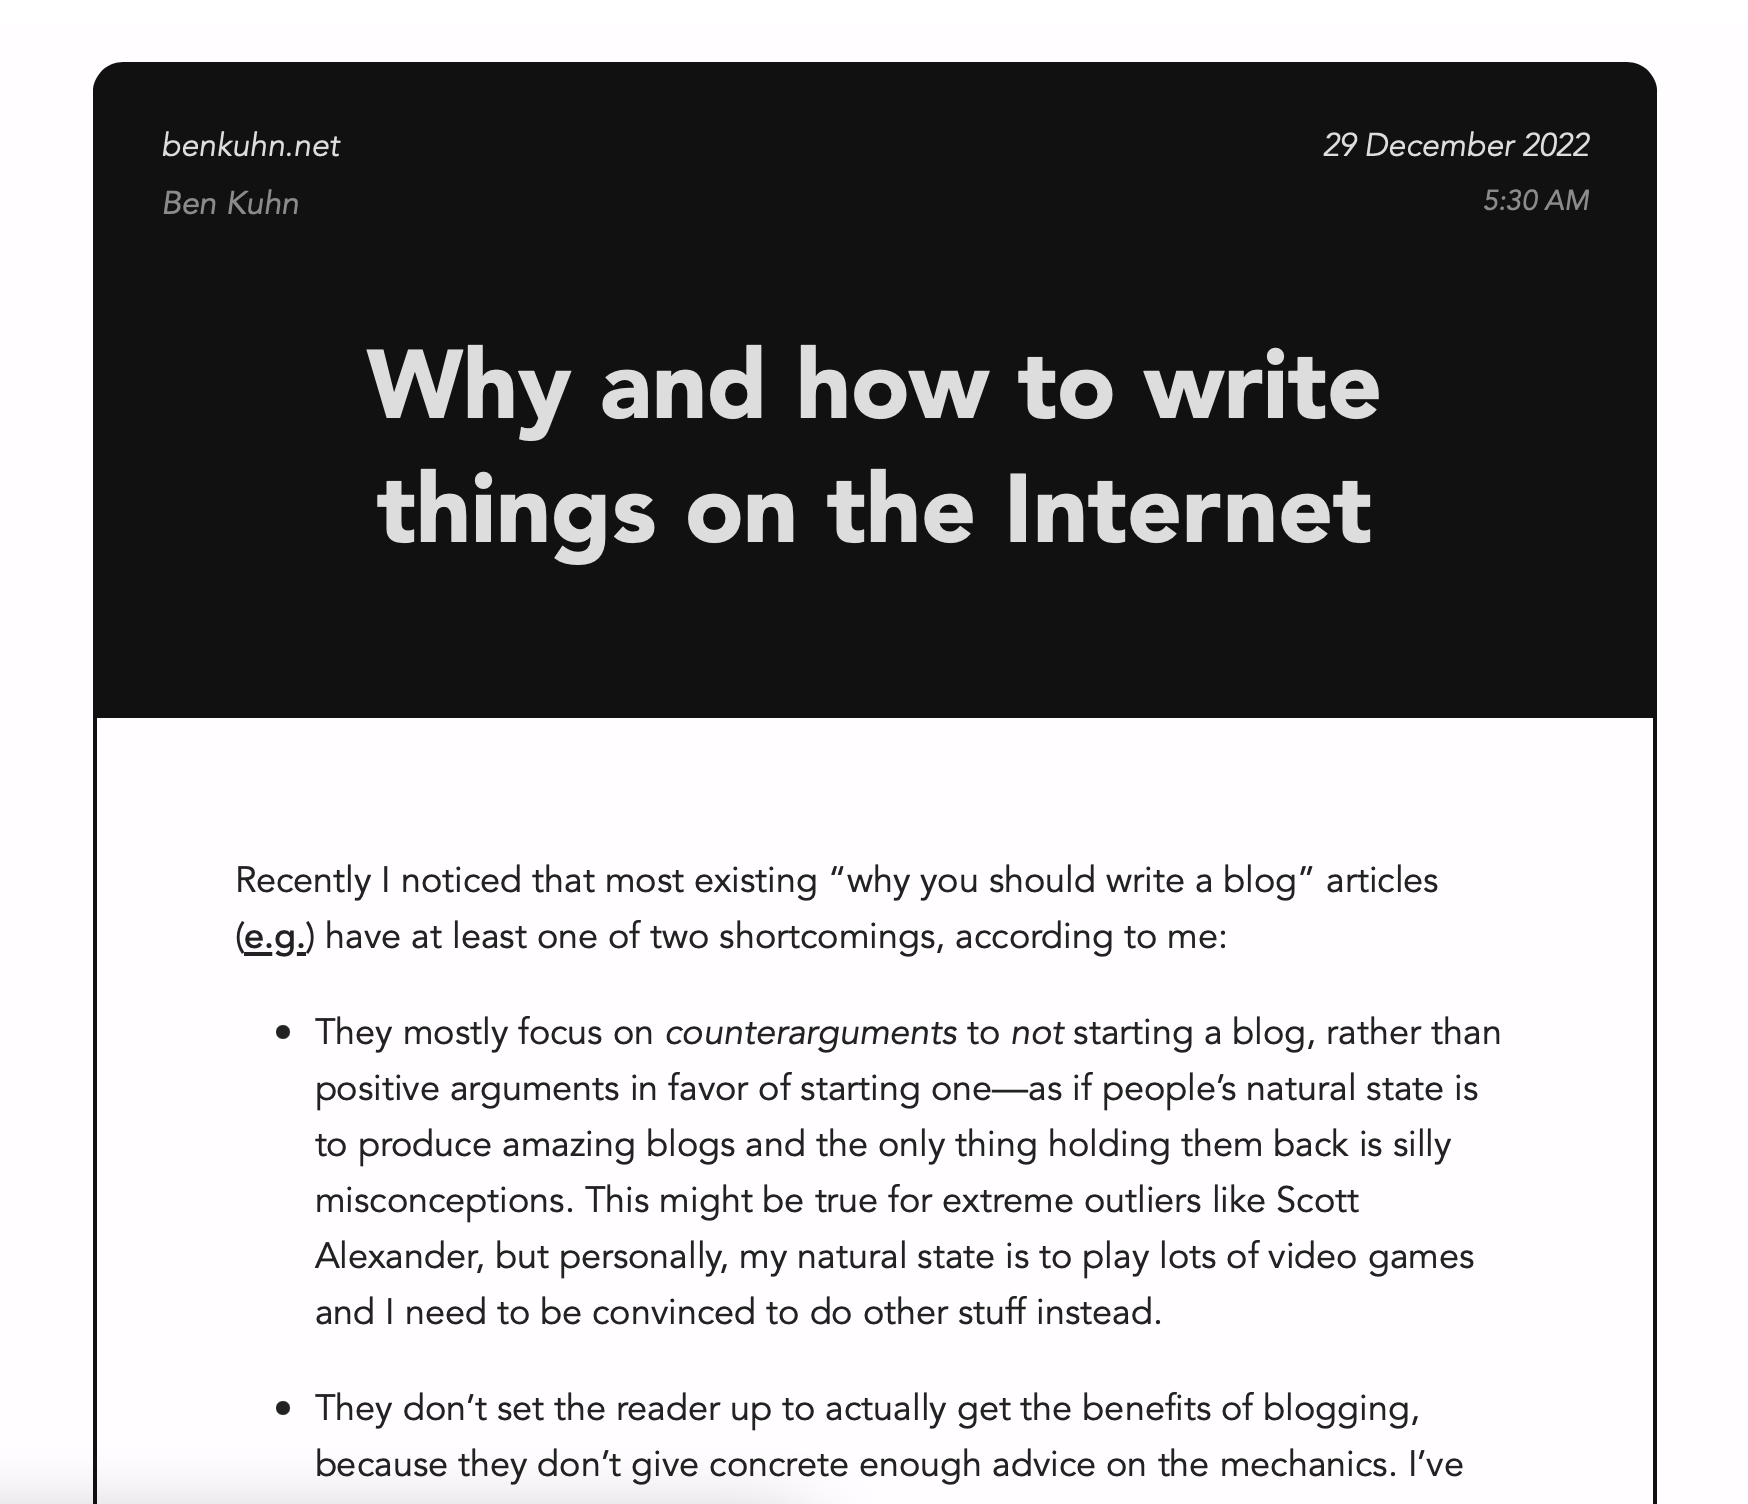 benkuhn.net
29 December 2022
Ben Kuhn
5:30 AM
Why and how to write
things on the Internet
Recently I noticed that most existing “why you should write a blog” articles
(e.g.) have at least one of two shortcomings, according to me:
• They mostly focus on counterarguments to not starting a blog, rather than
positive arguments in favor of starting one—as if people’s natural state is
to produce amazing blogs and the only thing holding them back is silly
misconceptions. This might be true for extreme outliers like Scott
Alexander, but personally, my natural state is to play lots of video games
and I need to be convinced to do other stuff instead.
• They don’t set the reader up to actually get the benefits of blogging,
because they don’t give concrete enough advice on the mechanics. I’ve